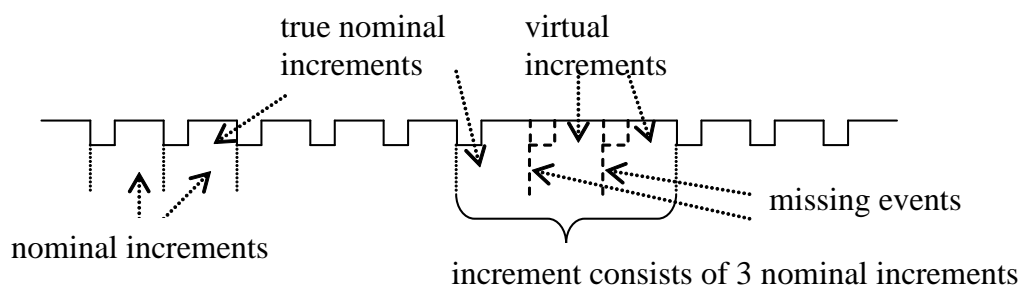 true nominal
increments
virtual
increments
missing events
nominal increments
increment consists of 3 nominal increments